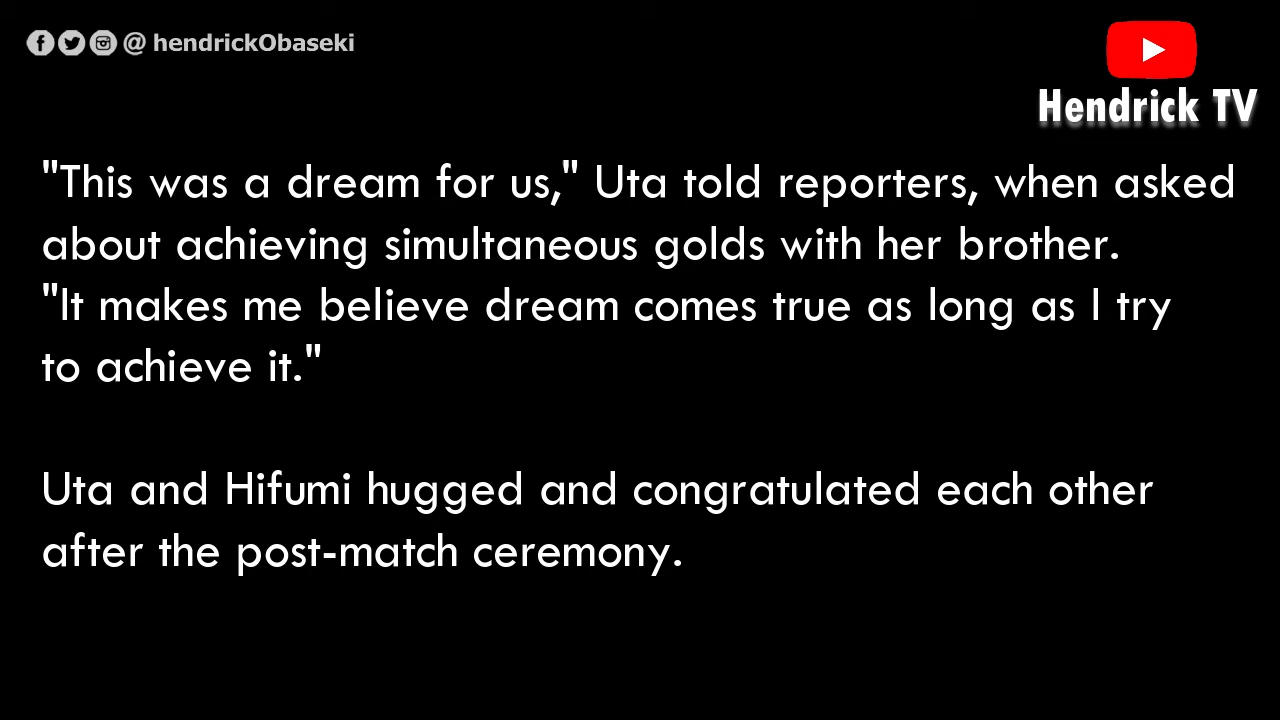 @ hendrickObaseki
Hendrick TV
"This was a dream for us," Uta told reporters, when asked
about achieving simultaneous golds with her brother.
"It makes me believe dream comes true as long as I try
to achieve it."
Uta and Hifumi hugged and congratulated each other
after the post-match ceremony.